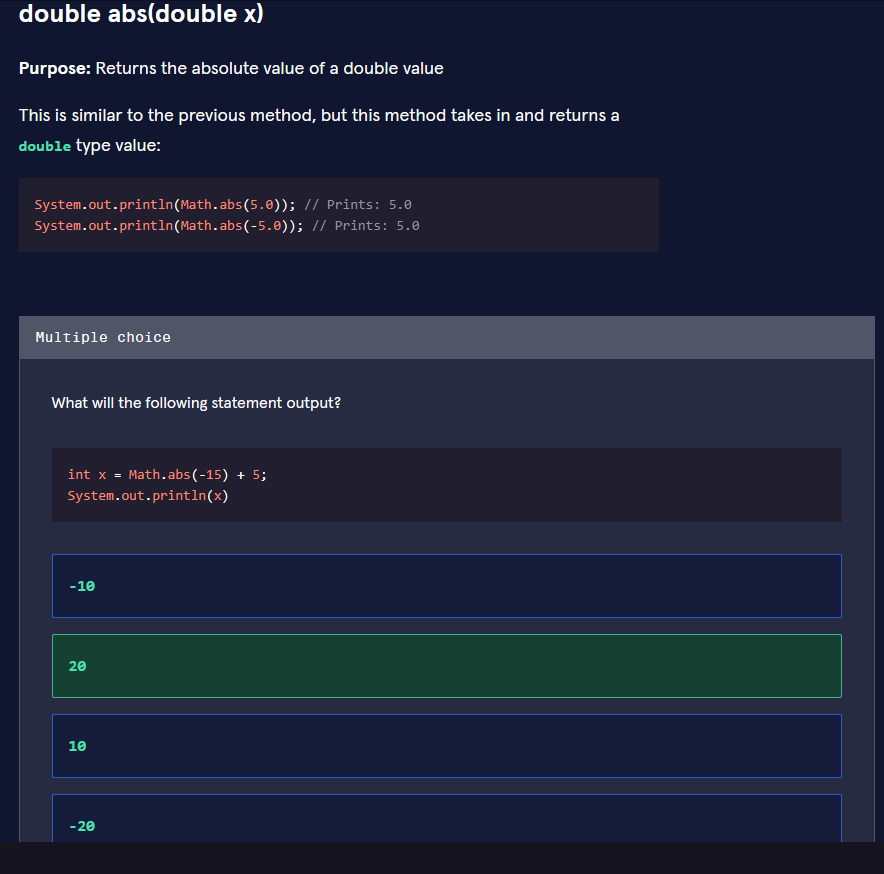 double abs(double x)
Purpose: Returns the absolute value of a double value
This is similar to the previous method, but this method takes in and returns a
double type value:
System.out.println(Math.abs(5.0)); // Prints: 5.0
System.out.println(Math.abs(-5.0)); // Prints: 5.0
Multiple choice
What will the following statement output?
int x = Math.abs(-15) + 5;
System.out.println(x)
-10
20
10
-20